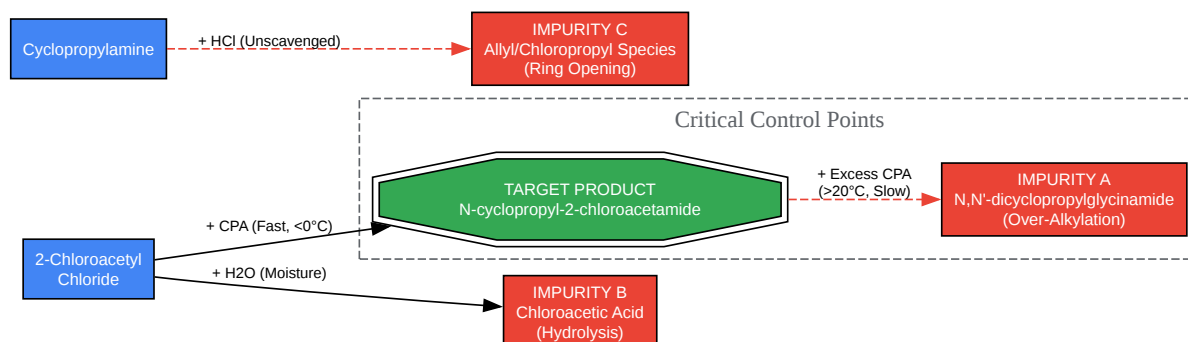 Cyclopropylamine
+ HCl (Unscavenged)
IMPURITY C
Allyl/Chloropropyl Species
(Ring Opening)
Critical Control Points
TARGET PRODUCT
N-cyclopropyl-2-chloroacetamide
+ Excess CPA
(>20°C, Slow)
IMPURITY A
N,N'-dicyclopropylglycinamide
(Over-Alkylation)
2-Chloroacetyl
Chloride
+ CPA (Fast, <0°C)
+ H2O (Moisture)
IMPURITY B
Chloroacetic Acid
(Hydrolysis)